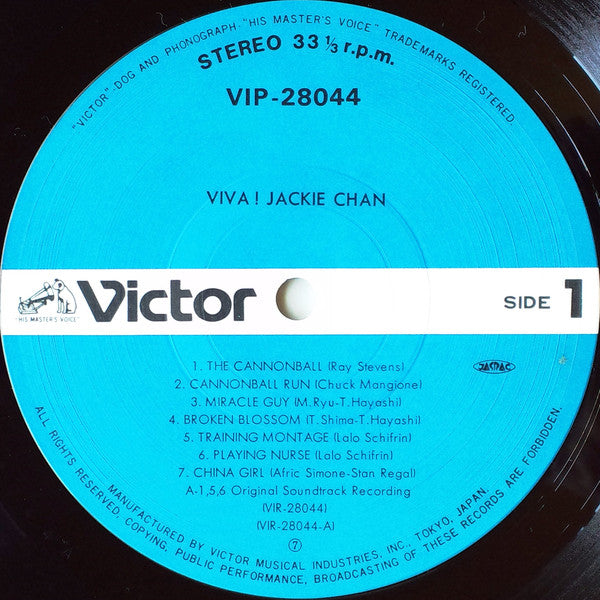 "VICTOR"-DOG AND PHONOGRAPH-"HIS MASTER'S VOICE" TRADEMARKS REGISTERED.
STEREO 33 1/3 r.p.m.
VIP-28044
VIVA! JACKIE CHAN
"HIS MASTER'S VOICE"
Victor
SIDE 1
1. THE CANNONBALL (Ray Stevens)
2. CANNONBALL RUN (Chuck Mangione)
3. MIRACLE GUY (M.Ryu-T.Hayashi)
4. BROKEN BLOSSOM (T.Shima-T.Hayashi)
5. TRAINING MONTAGE (Lalo Schifrin)
6. PLAYING NURSE (Lalo Schifrin)
7. CHINA GIRL (Afric Simone-Stan Regal)
A-1,5,6 Original Soundtrack Recording
(VIR-28044)
(VIR-28044-A)
7
JASRAC
MANUFACTURED BY VICTOR MUSICAL INDUSTRIES, INC. TOKYO, JAPAN.
ALL RIGHTS RESERVED, COPYING, PUBLIC PERFORMANCE, BROADCASTING OF THESE RECORDS ARE FORBIDDEN.